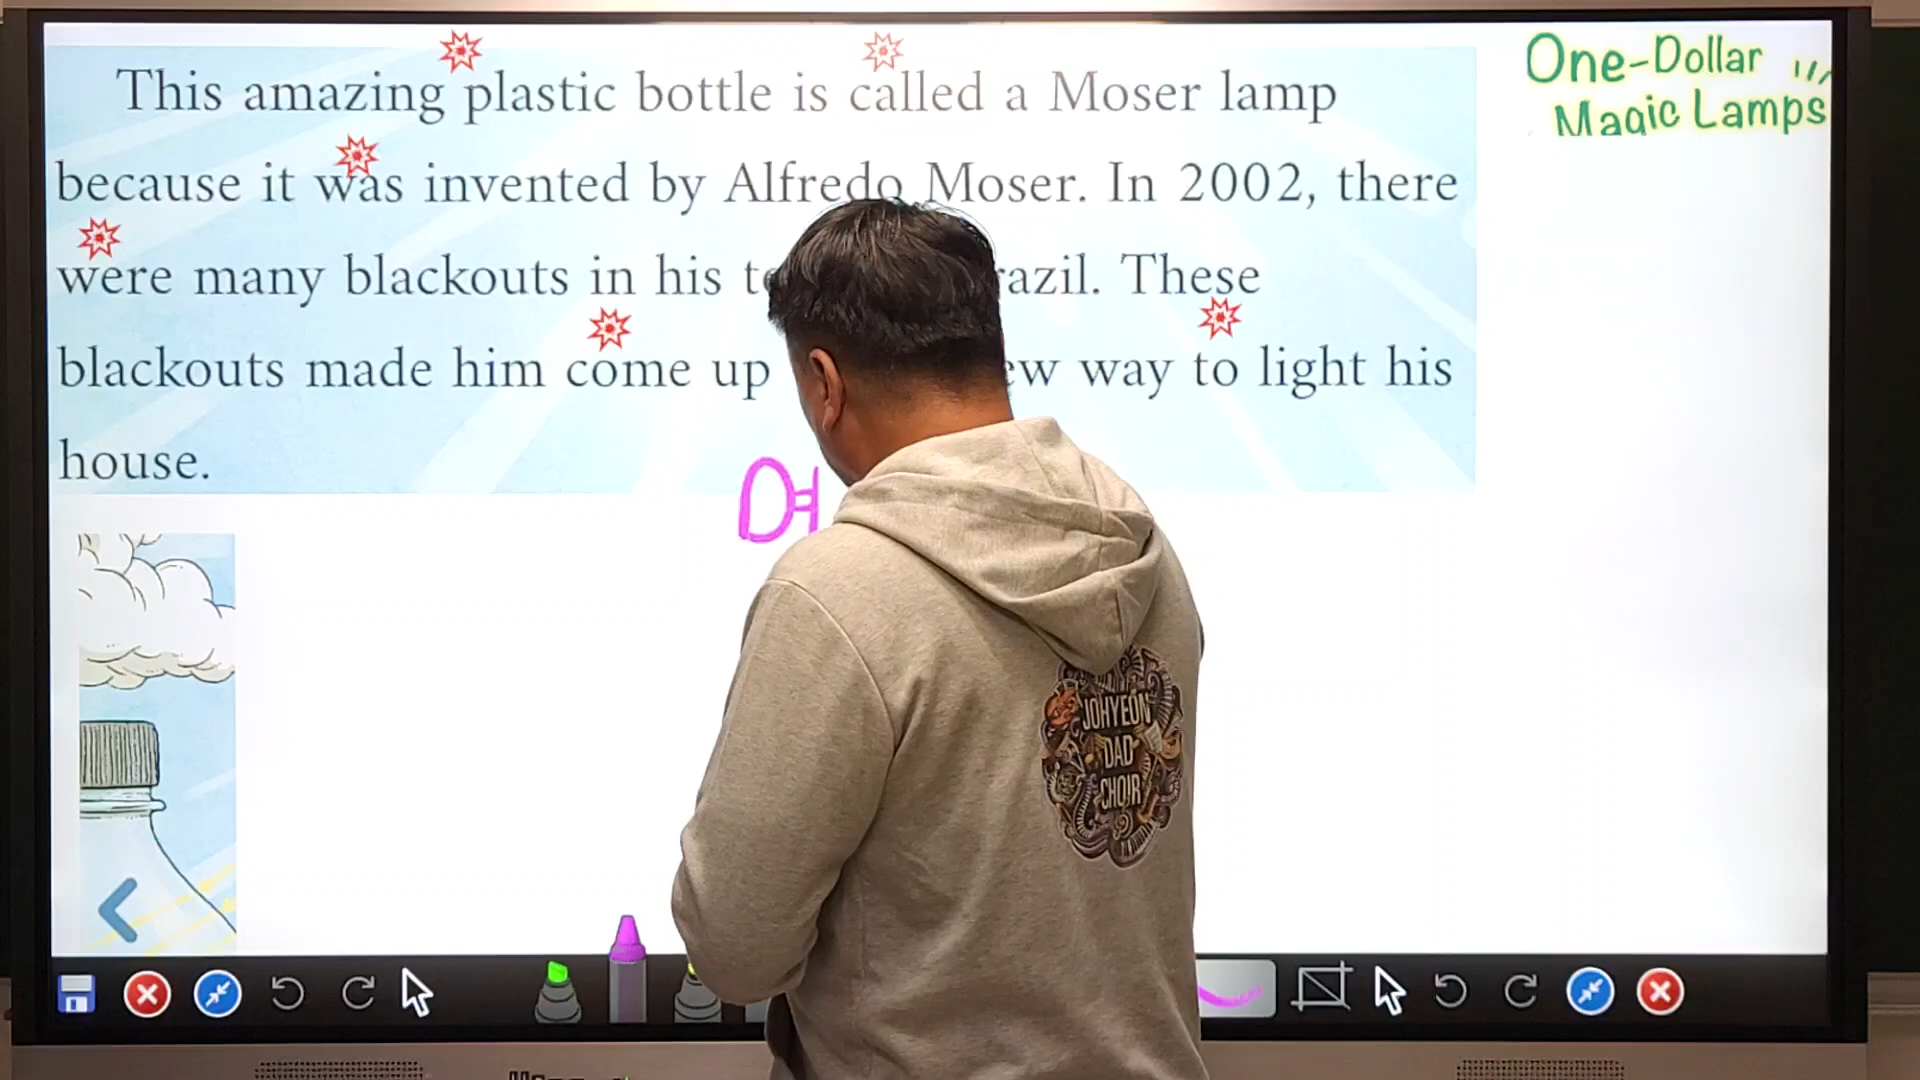 This amazing plastic bottle is called a Moser lamp
because it was invented by Alfredo Moser. In 2002, there
were many blackouts in his razil. These
blackouts made him come up ew way to light his
house.
One-Dollar
Magic Lamps
JOHYEON
DAD
CHOIR